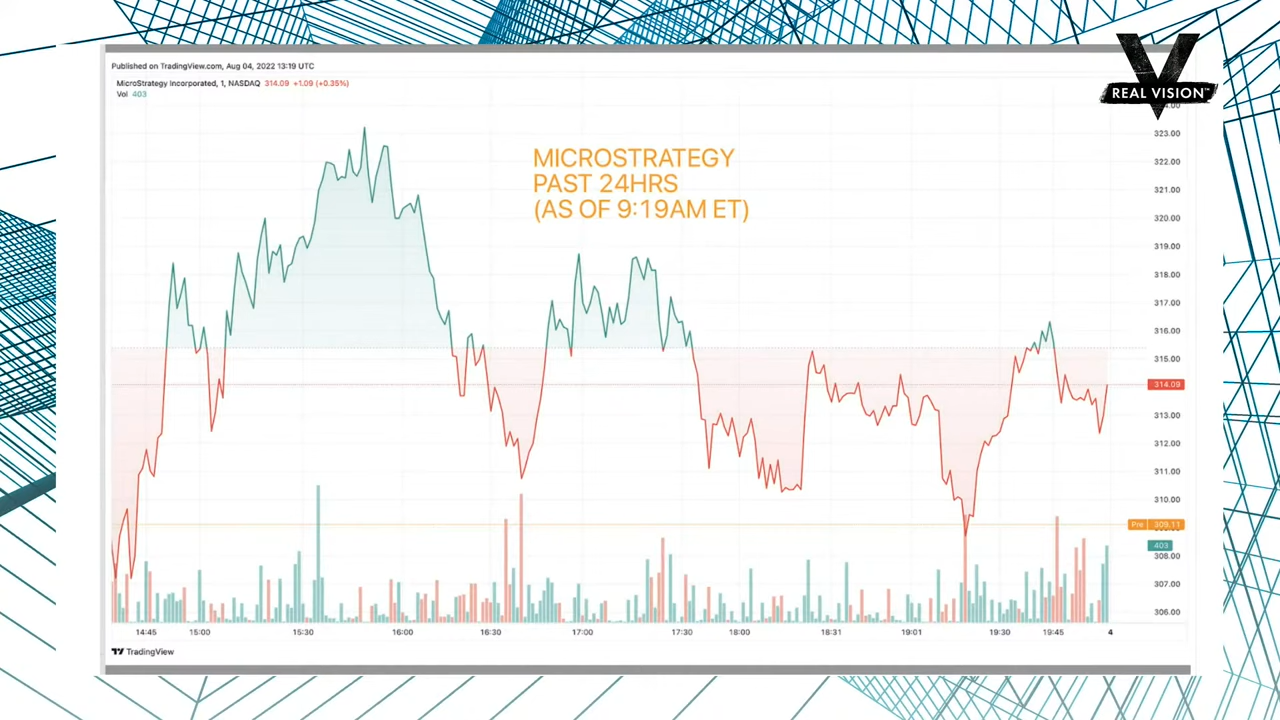 REAL VISION™
Published on TradingView.com, Aug 04, 2022 13:19 UTC
MicroStrategy Incorporated, 1, NASDAQ 314.09 +1.09 (+0.35%)
Vol 403
MICROSTRATEGY
PAST 24HRS
(AS OF 9:19AM ET)
323.00
322.00
321.00
320.00
319.00
318.00
317.00
316.00
315.00
314.09
313.00
312.00
311.00
310.00
Pre 309.11
403
308.00
307.00
306.00
14:45 15:00 15:30 16:00 16:30 17:00 17:30 18:00 18:31 19:01 19:30 19:45 4
TradingView